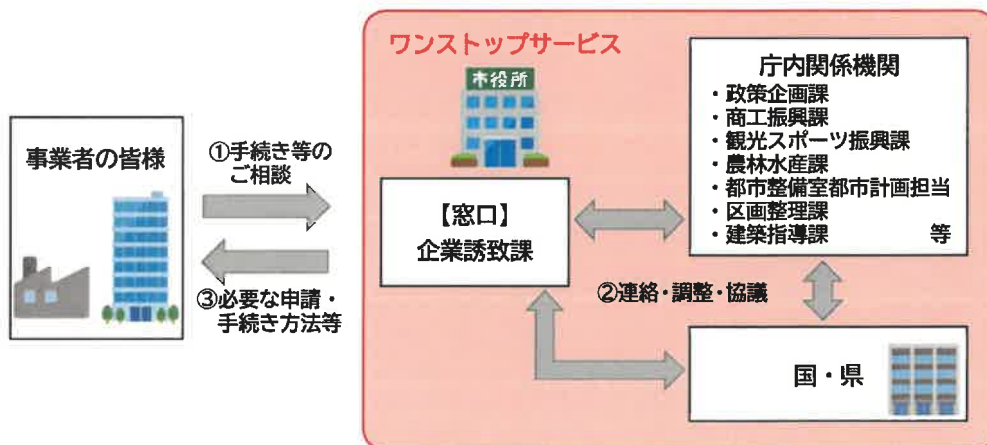 ワンストップサービス
市役所
事業者の皆様
①手続き等の
ご相談
③必要な申請・
手続き方法等
【窓口】
企業誘致課
庁内関係機関
・政策企画課
・商工振興課
・観光スポーツ振興課
・農林水産課
・都市整備室都市計画担当
・区画整理課
・建築指導課　　　　等
②連絡・調整・協議
国・県